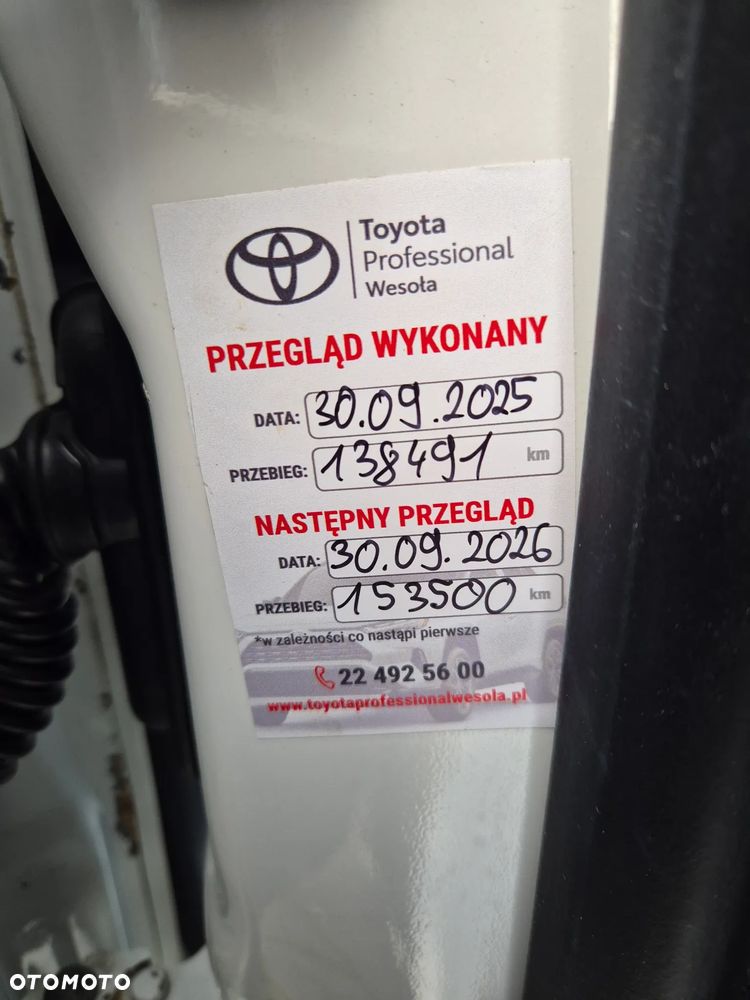 Toyota
Professional
Wesoła
PRZEGLĄD WYKONANY
DATA: 30.09.2025
PRZEBIEG: 138491 km
NASTĘPNY PRZEGLĄD
DATA: 30.09.2026
PRZEBIEG: 153500 km
*w zależności co nastąpi pierwsze
22 492 56 00
www.toyotaprofessionalwesola.pl
OTOMOTO